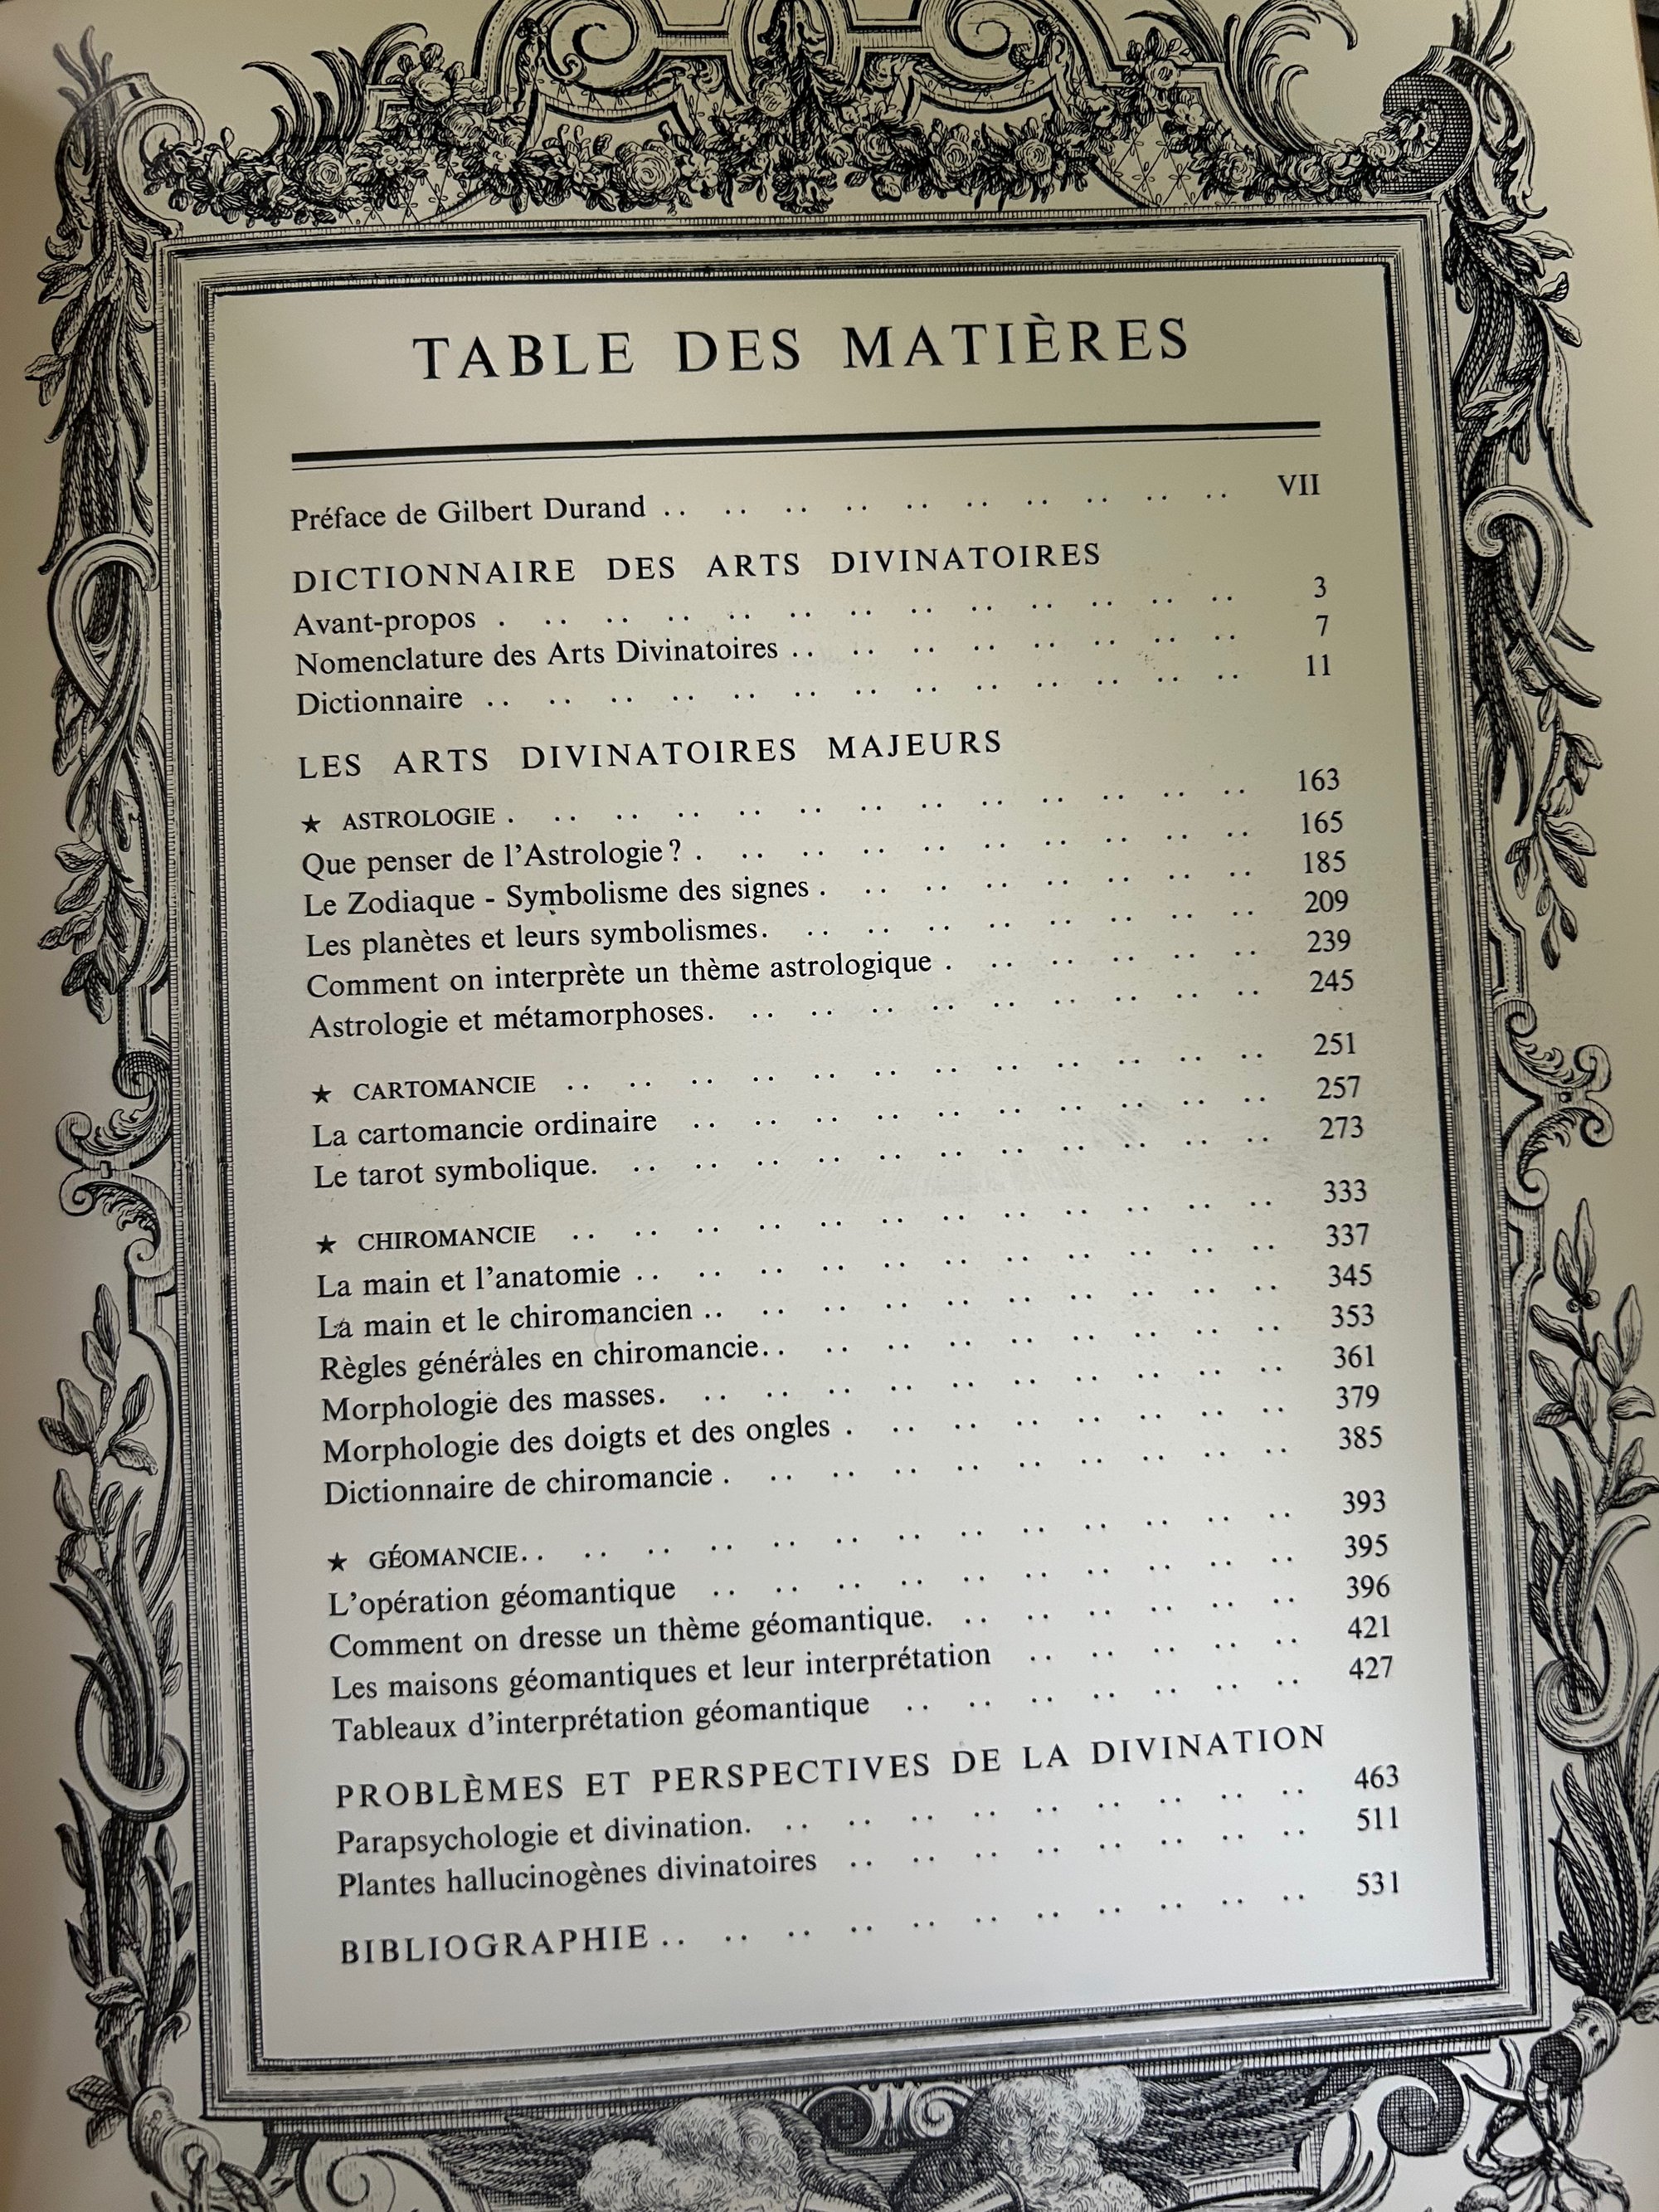 TABLE DES MATIÈRES
Préface de Gilbert Durand .. .. .. .. .. .. .. .. .. .. VII
DICTIONNAIRE DES ARTS DIVINATOIRES
Avant-propos . .. .. .. .. .. .. .. .. .. .. .. .. 3
Nomenclature des Arts Divinatoires .. .. .. .. .. .. .. .. 7
Dictionnaire .. .. .. .. .. .. .. .. .. .. .. .. .. 11
LES ARTS DIVINATOIRES MAJEURS
★ ASTROLOGIE . .. .. .. .. .. .. .. .. .. .. .. .. 163
Que penser de l'Astrologie ? . .. .. .. .. .. .. .. .. .. 165
Le Zodiaque - Symbolisme des signes . .. .. .. .. .. .. .. 185
Les planètes et leurs symbolismes. .. .. .. .. .. .. .. .. 209
Comment on interprète un thème astrologique . .. .. .. .. .. 239
Astrologie et métamorphoses. .. .. .. .. .. .. .. .. .. 245
★ CARTOMANCIE .. .. .. .. .. .. .. .. .. .. .. .. 251
La cartomancie ordinaire .. .. .. .. .. .. .. .. .. .. 257
Le tarot symbolique. .. .. .. .. .. .. .. .. .. .. .. 273
★ CHIROMANCIE .. .. .. .. .. .. .. .. .. .. .. .. 333
La main et l'anatomie .. .. .. .. .. .. .. .. .. .. .. 337
La main et le chiromancien .. .. .. .. .. .. .. .. .. .. 345
Règles générales en chiromancie.. .. .. .. .. .. .. .. .. 353
Morphologie des masses. .. .. .. .. .. .. .. .. .. .. 361
Morphologie des doigts et des ongles . .. .. .. .. .. .. .. 379
Dictionnaire de chiromancie . .. .. .. .. .. .. .. .. .. 385
★ GÉOMANCIE.. .. .. .. .. .. .. .. .. .. .. .. .. 393
L'opération géomantique .. .. .. .. .. .. .. .. .. .. 395
Comment on dresse un thème géomantique. .. .. .. .. .. .. 396
Les maisons géomantiques et leur interprétation .. .. .. .. .. 421
Tableaux d'interprétation géomantique .. .. .. .. .. .. .. 427
PROBLÈMES ET PERSPECTIVES DE LA DIVINATION
Parapsychologie et divination. .. .. .. .. .. .. .. .. .. 463
Plantes hallucinogènes divinatoires .. .. .. .. .. .. .. .. 511
BIBLIOGRAPHIE .. .. .. .. .. .. .. .. .. .. .. 531